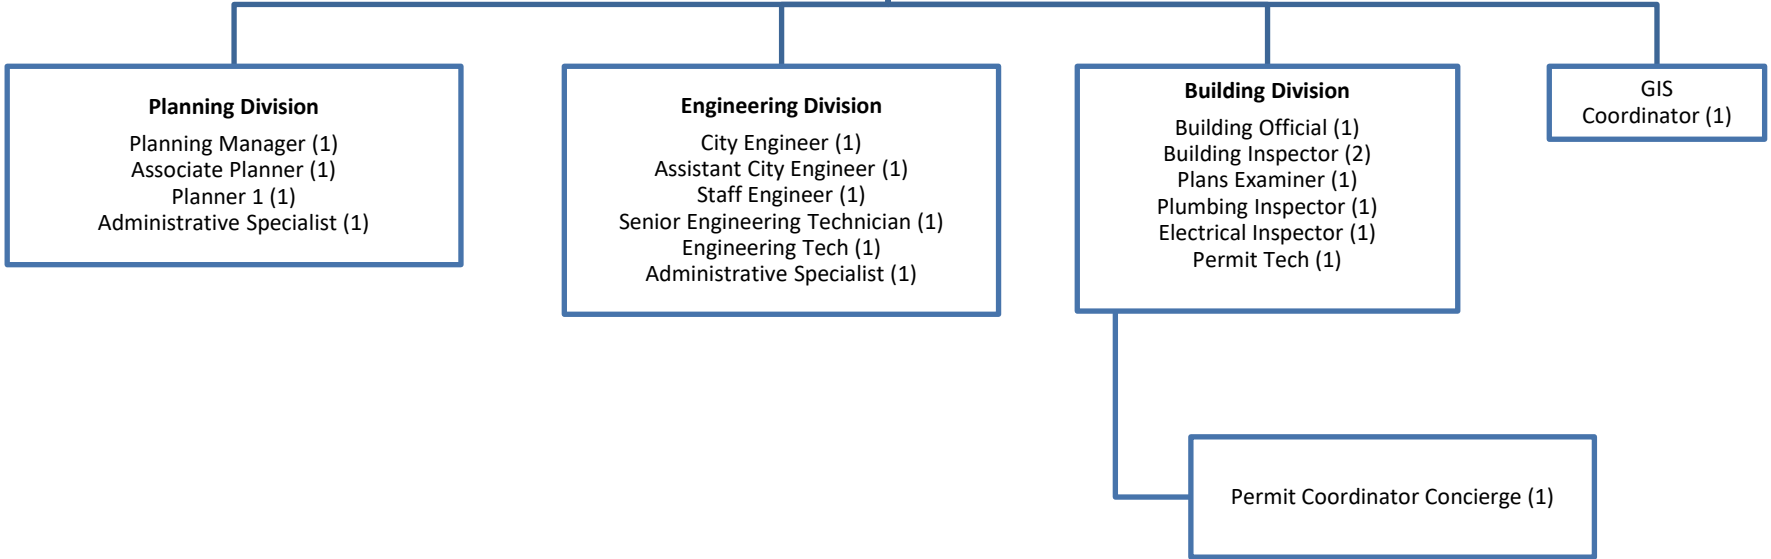 Planning Division
Planning Manager (1)
Associate Planner (1)
Planner 1 (1)
Administrative Specialist (1)
Engineering Division
City Engineer (1)
Assistant City Engineer (1)
Staff Engineer (1)
Senior Engineering Technician (1)
Engineering Tech (1)
Administrative Specialist (1)
Building Division
Building Official (1)
Building Inspector (2)
Plans Examiner (1)
Plumbing Inspector (1)
Electrical Inspector (1)
Permit Tech (1)
GIS
Coordinator (1)
Permit Coordinator Concierge (1)